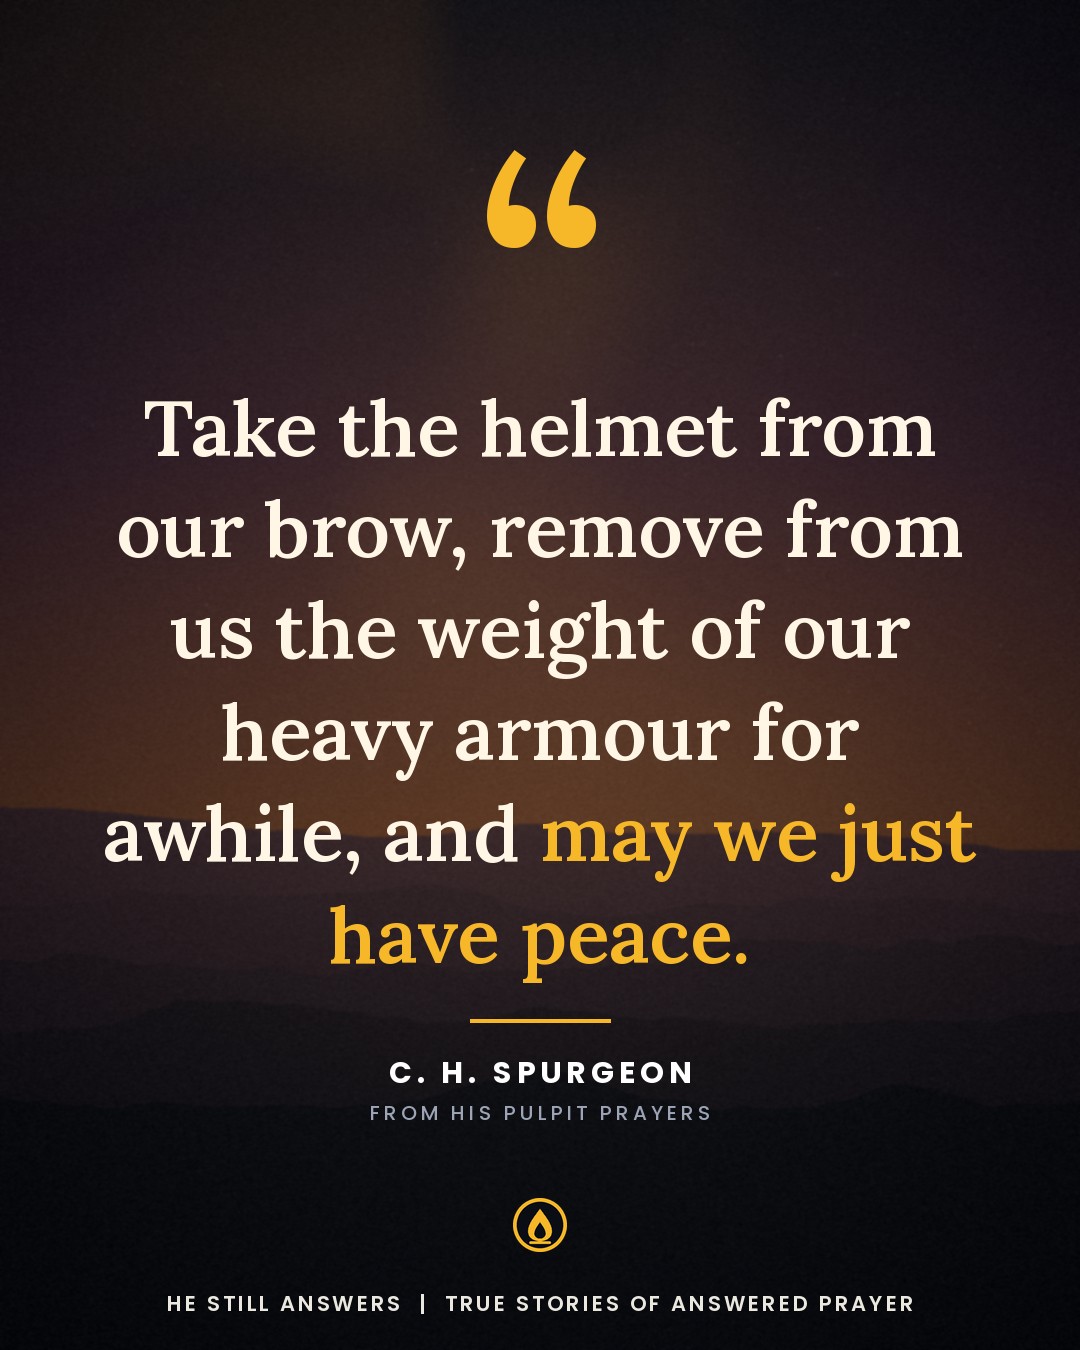 “
Take the helmet from
our brow, remove from
us the weight of our
heavy armour for
awhile, and may we just
have peace.
C. H. SPURGEON
FROM HIS PULPIT PRAYERS
HE STILL ANSWERS | TRUE STORIES OF ANSWERED PRAYER